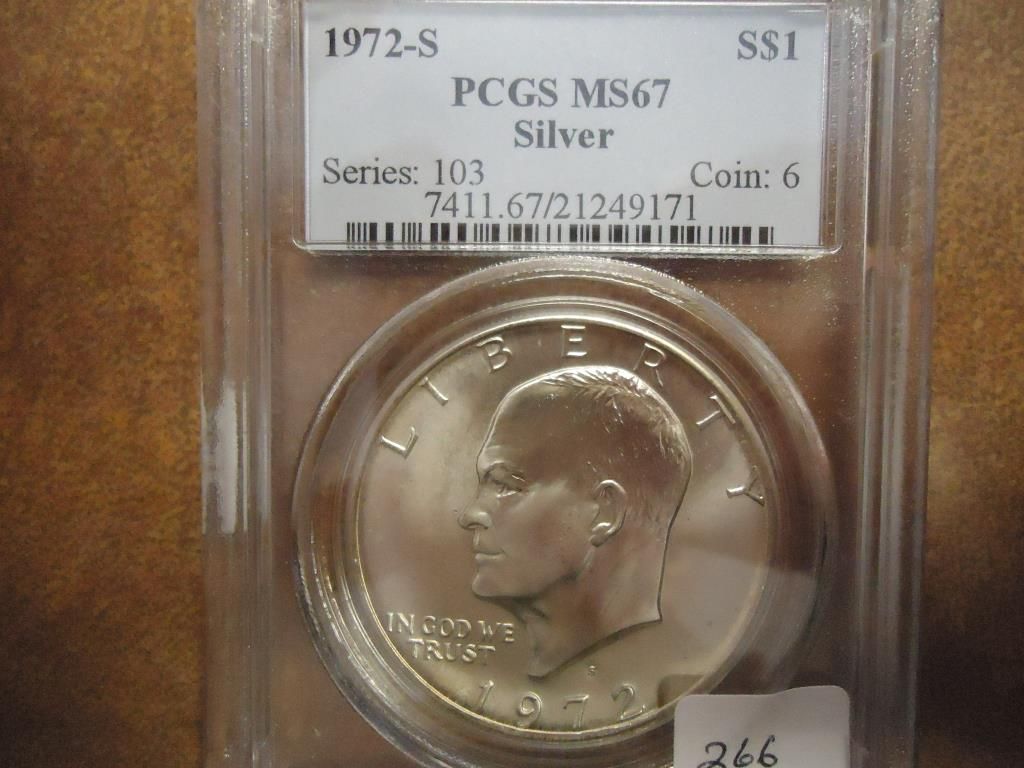 1972-S S$1
PCGS MS67
Silver
Series: 103 Coin: 6
7411.67/21249171
LIBERTY
IN GOD WE
TRUST
S
1972
266